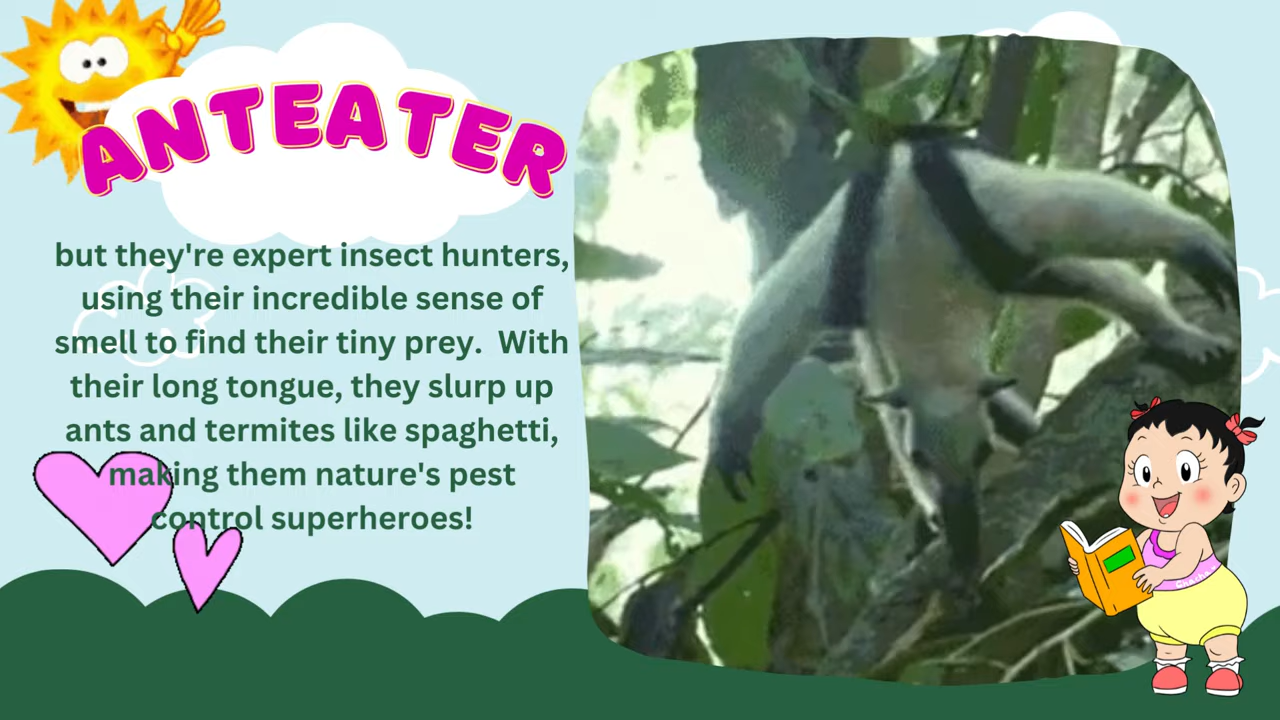 ANTEATER
but they're expert insect hunters,
using their incredible sense of
smell to find their tiny prey.  With
their long tongue, they slurp up
ants and termites like spaghetti,
making them nature's pest
control superheroes!